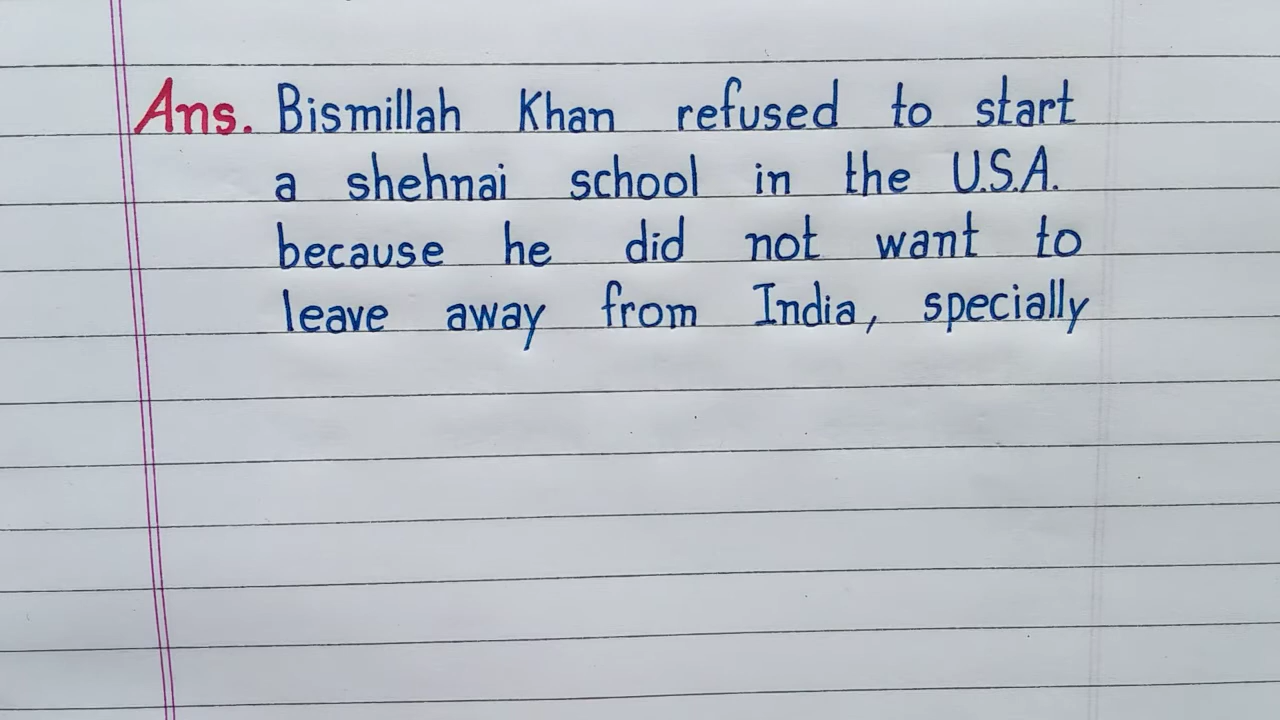 Ans. Bismillah Khan refused to start
a shehnai school in the U.S.A.
because he did not want to
leave away from India, specially